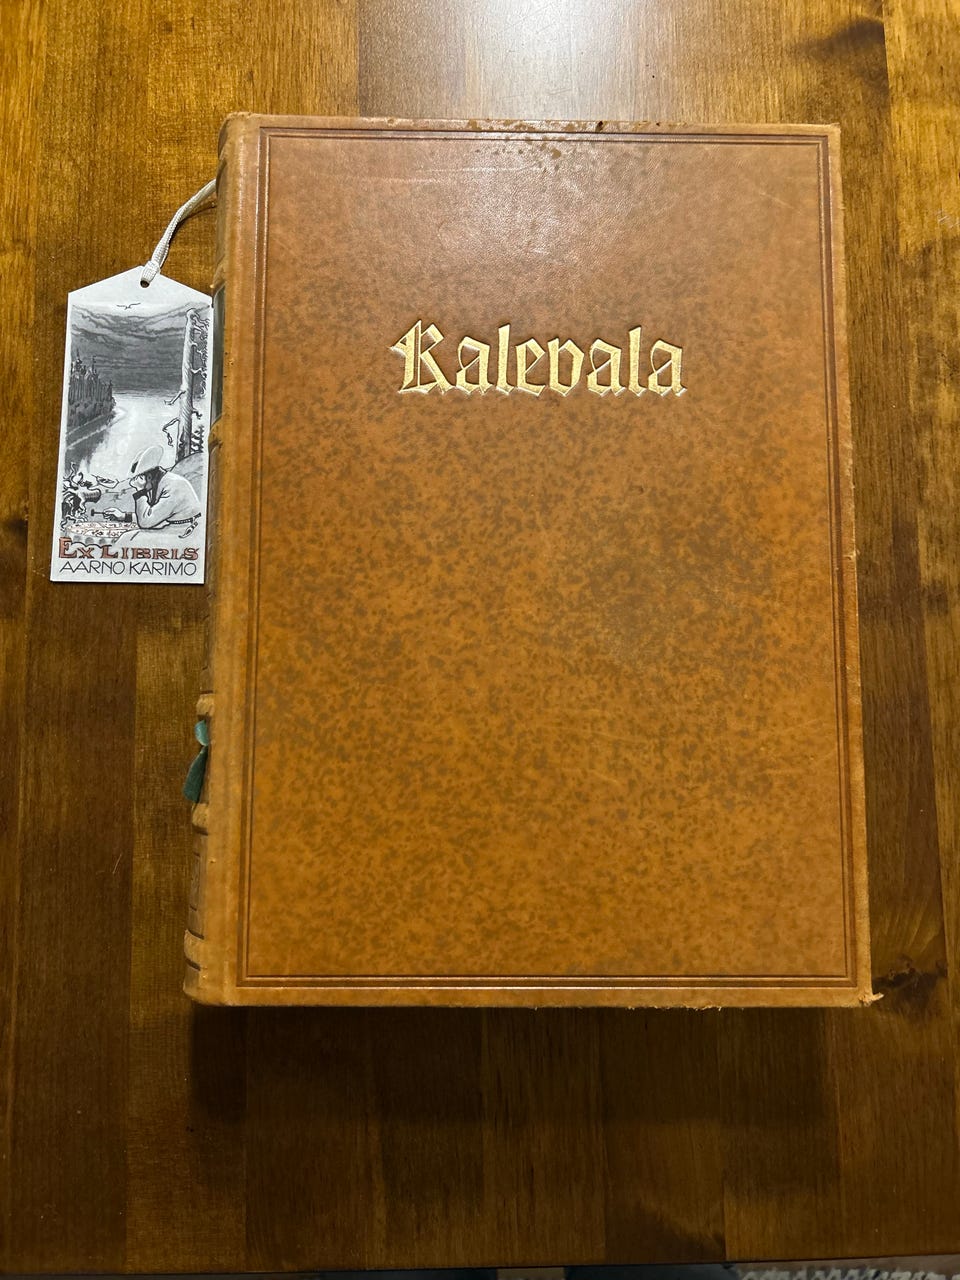 Kalevala
EX LIBRIS
AARNO KARIMO